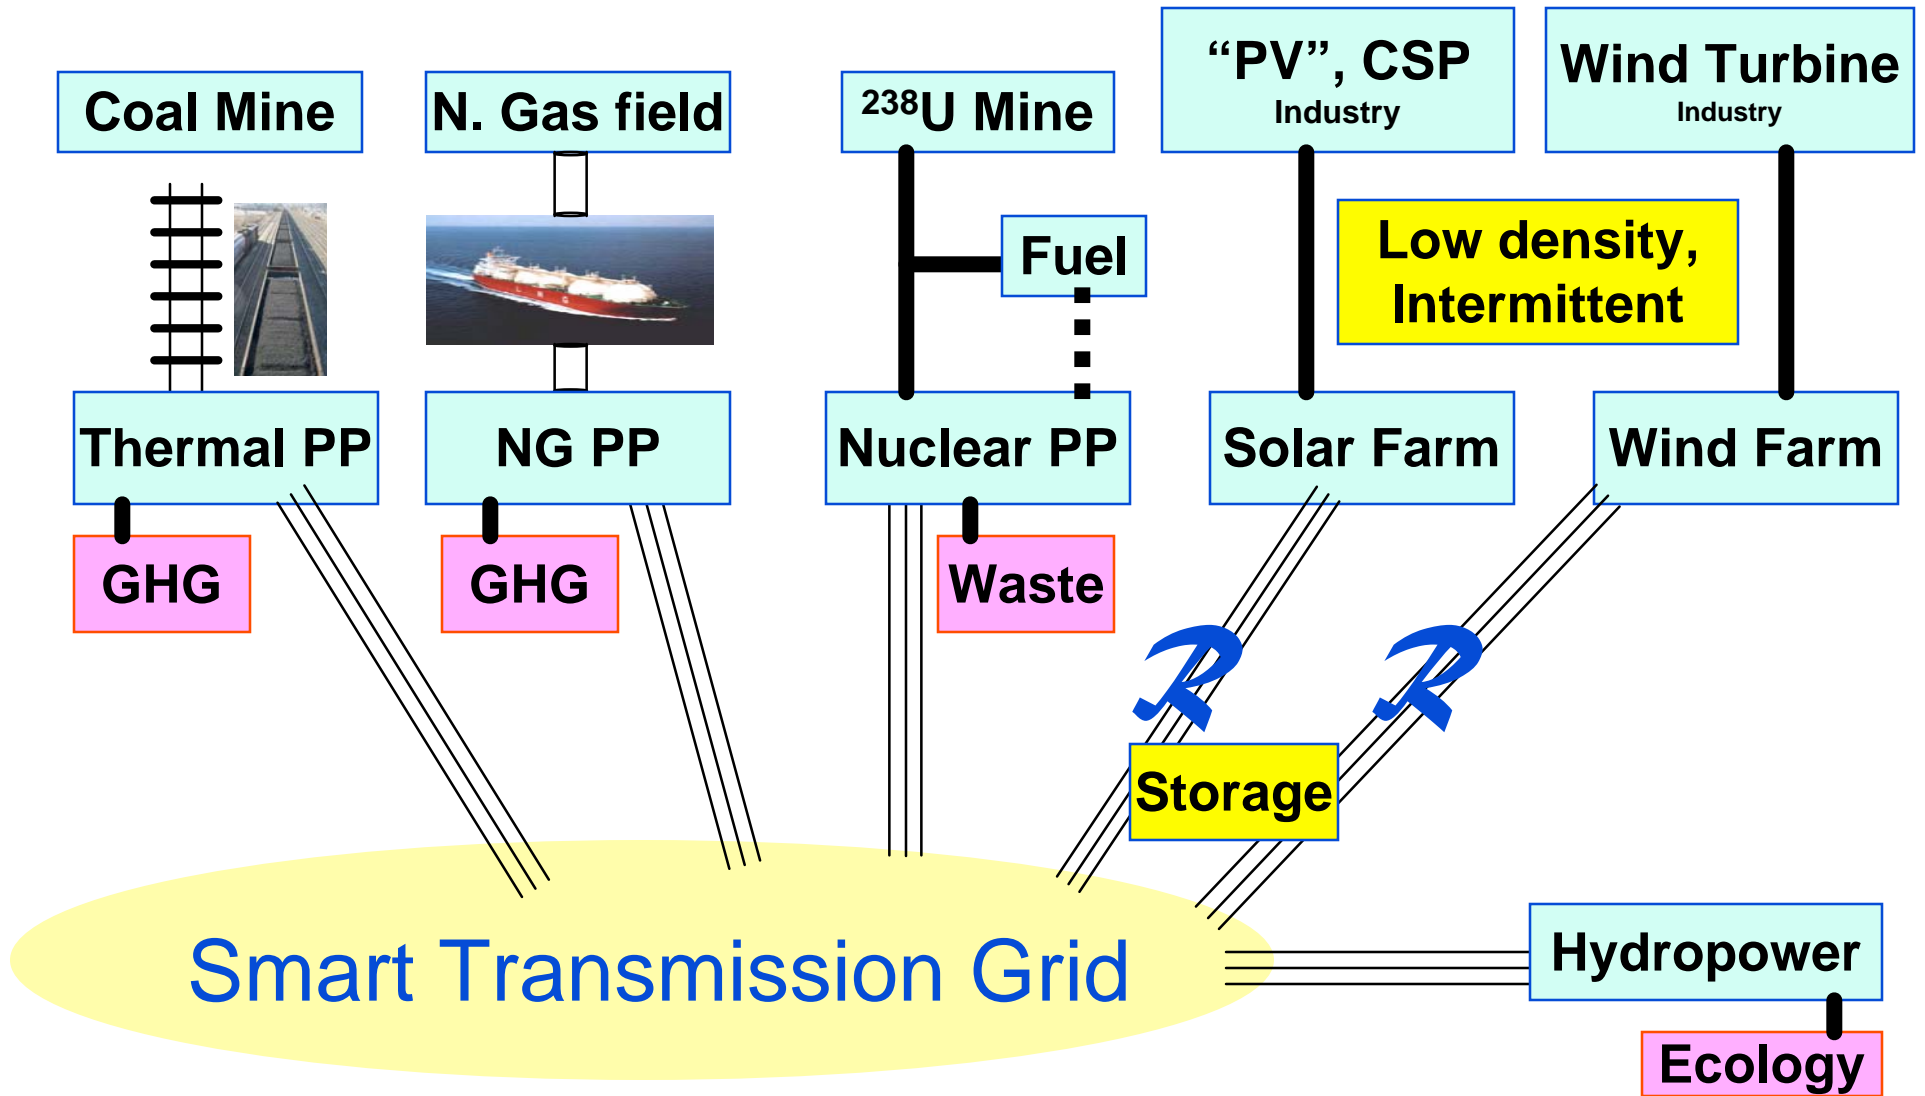 Coal Mine
N. Gas field
²³⁸U Mine
“PV”, CSP
Industry
Wind Turbine
Industry
Fuel
Low density,
Intermittent
L N G
Thermal PP
NG PP
Nuclear PP
Solar Farm
Wind Farm
GHG
GHG
Waste
R
R
Storage
Smart Transmission Grid
Hydropower
Ecology